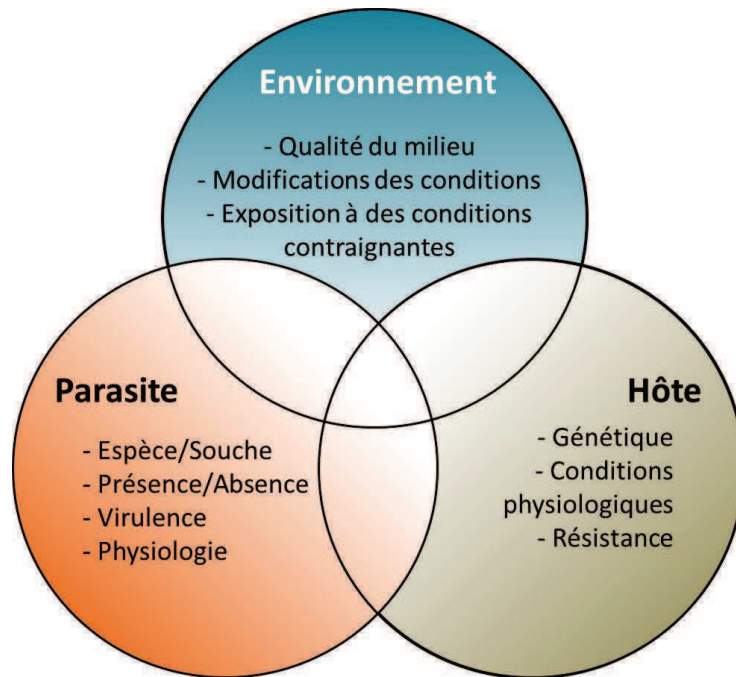 Environnement
- Qualité du milieu
- Modifications des conditions
- Exposition à des conditions
contraignantes
Parasite
- Espèce/Souche
- Présence/Absence
- Virulence
- Physiologie
Hôte
- Génétique
- Conditions
physiologiques
- Résistance